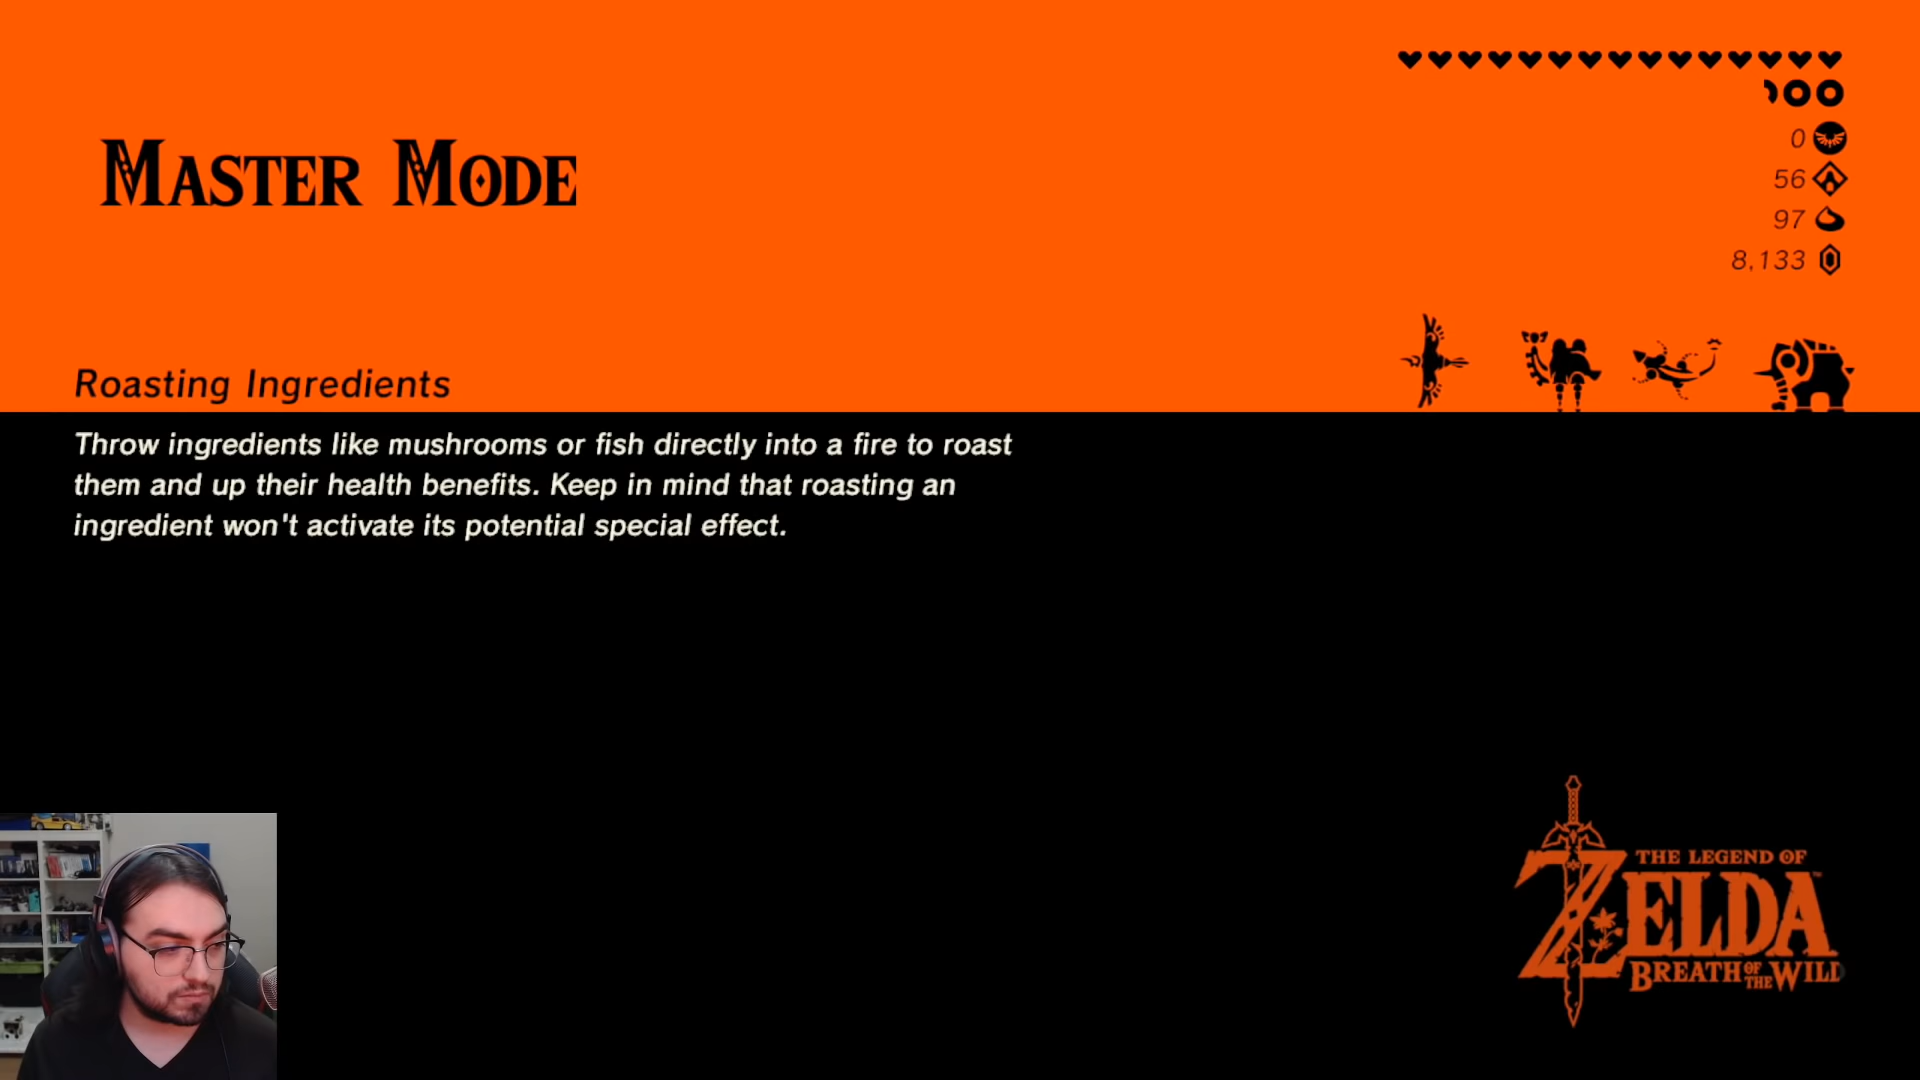 MASTER MODE
0
56
97
8,133
Roasting Ingredients
Throw ingredients like mushrooms or fish directly into a fire to roast
them and up their health benefits. Keep in mind that roasting an
ingredient won't activate its potential special effect.
THE LEGEND OF
ZELDA
BREATH OF THE WILD